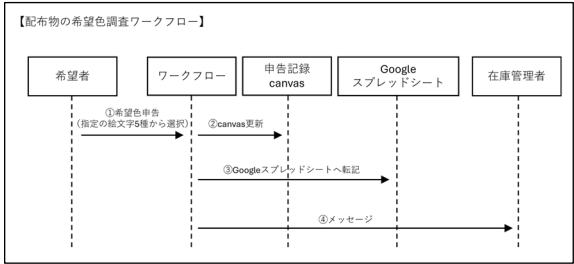 【配布物の希望色調査ワークフロー】
希望者
ワークフロー
申告記録
canvas
Google
スプレッドシート
在庫管理者
①希望色申告
(指定の絵文字5種から選択)
②canvas更新
③Googleスプレッドシートへ転記
④メッセージ